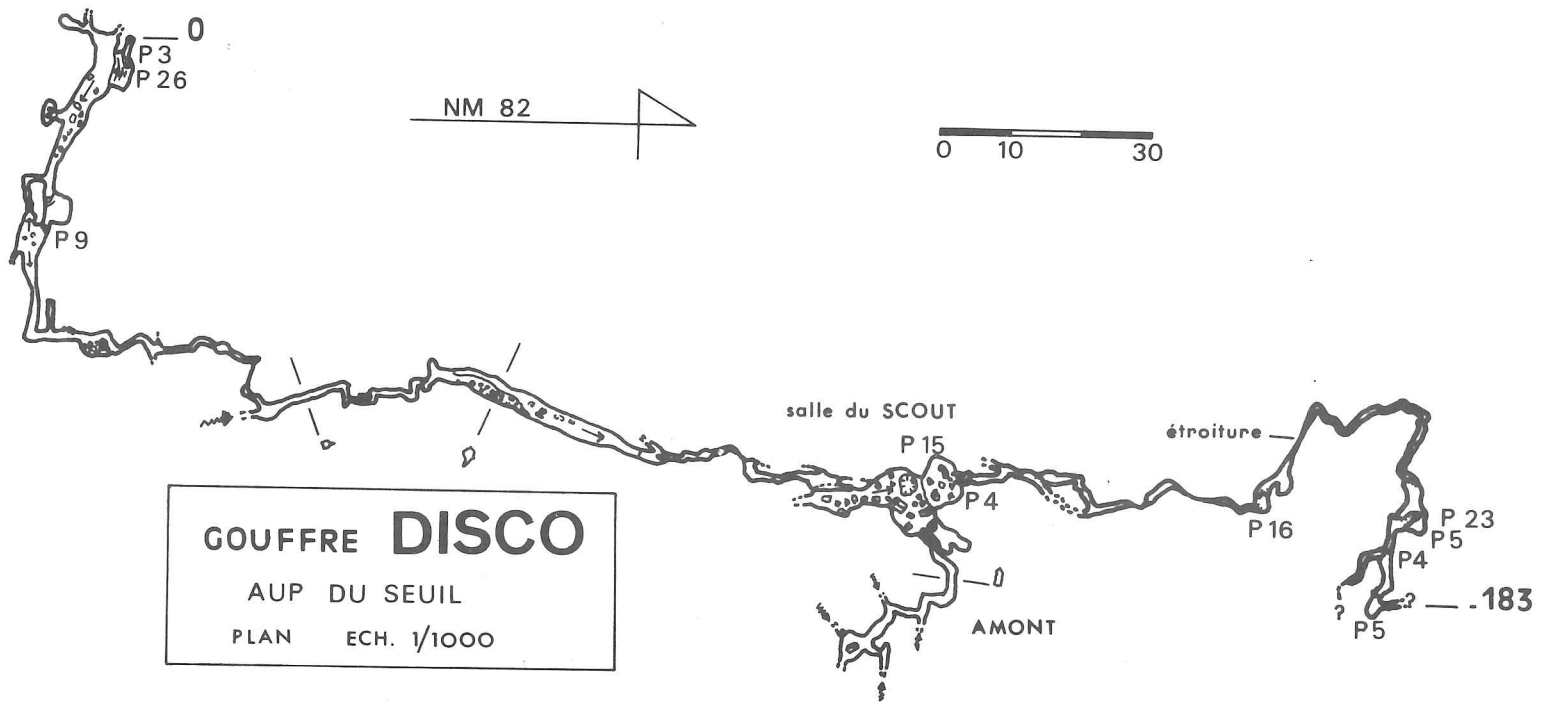 0
P3
P26
NM 82
0 10 30
P9
salle du SCOUT
P 15
étroiture
P4
P16
P 23
P5
P4
? ?
-183
P5
AMONT
GOUFFRE DISCO
AUP DU SEUIL
PLAN ECH. 1/1000